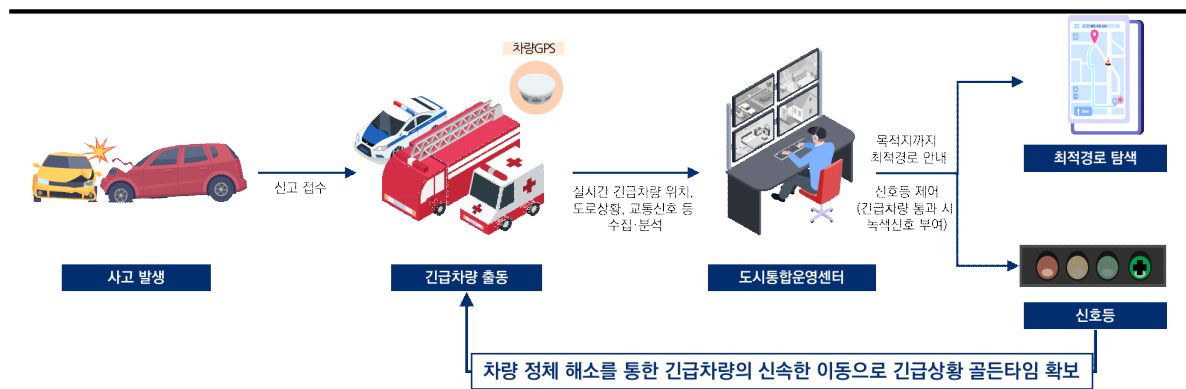 차량GPS
신고 접수
실시간 긴급차량 위치,
도로상황, 교통신호 등
수집·분석
목적지까지
최적경로 안내
신호등 제어
(긴급차량 통과 시
녹색신호 부여)
최적경로 탐색
사고 발생
긴급차량 출동
도시통합운영센터
신호등
차량 정체 해소를 통한 긴급차량의 신속한 이동으로 긴급상황 골든타임 확보